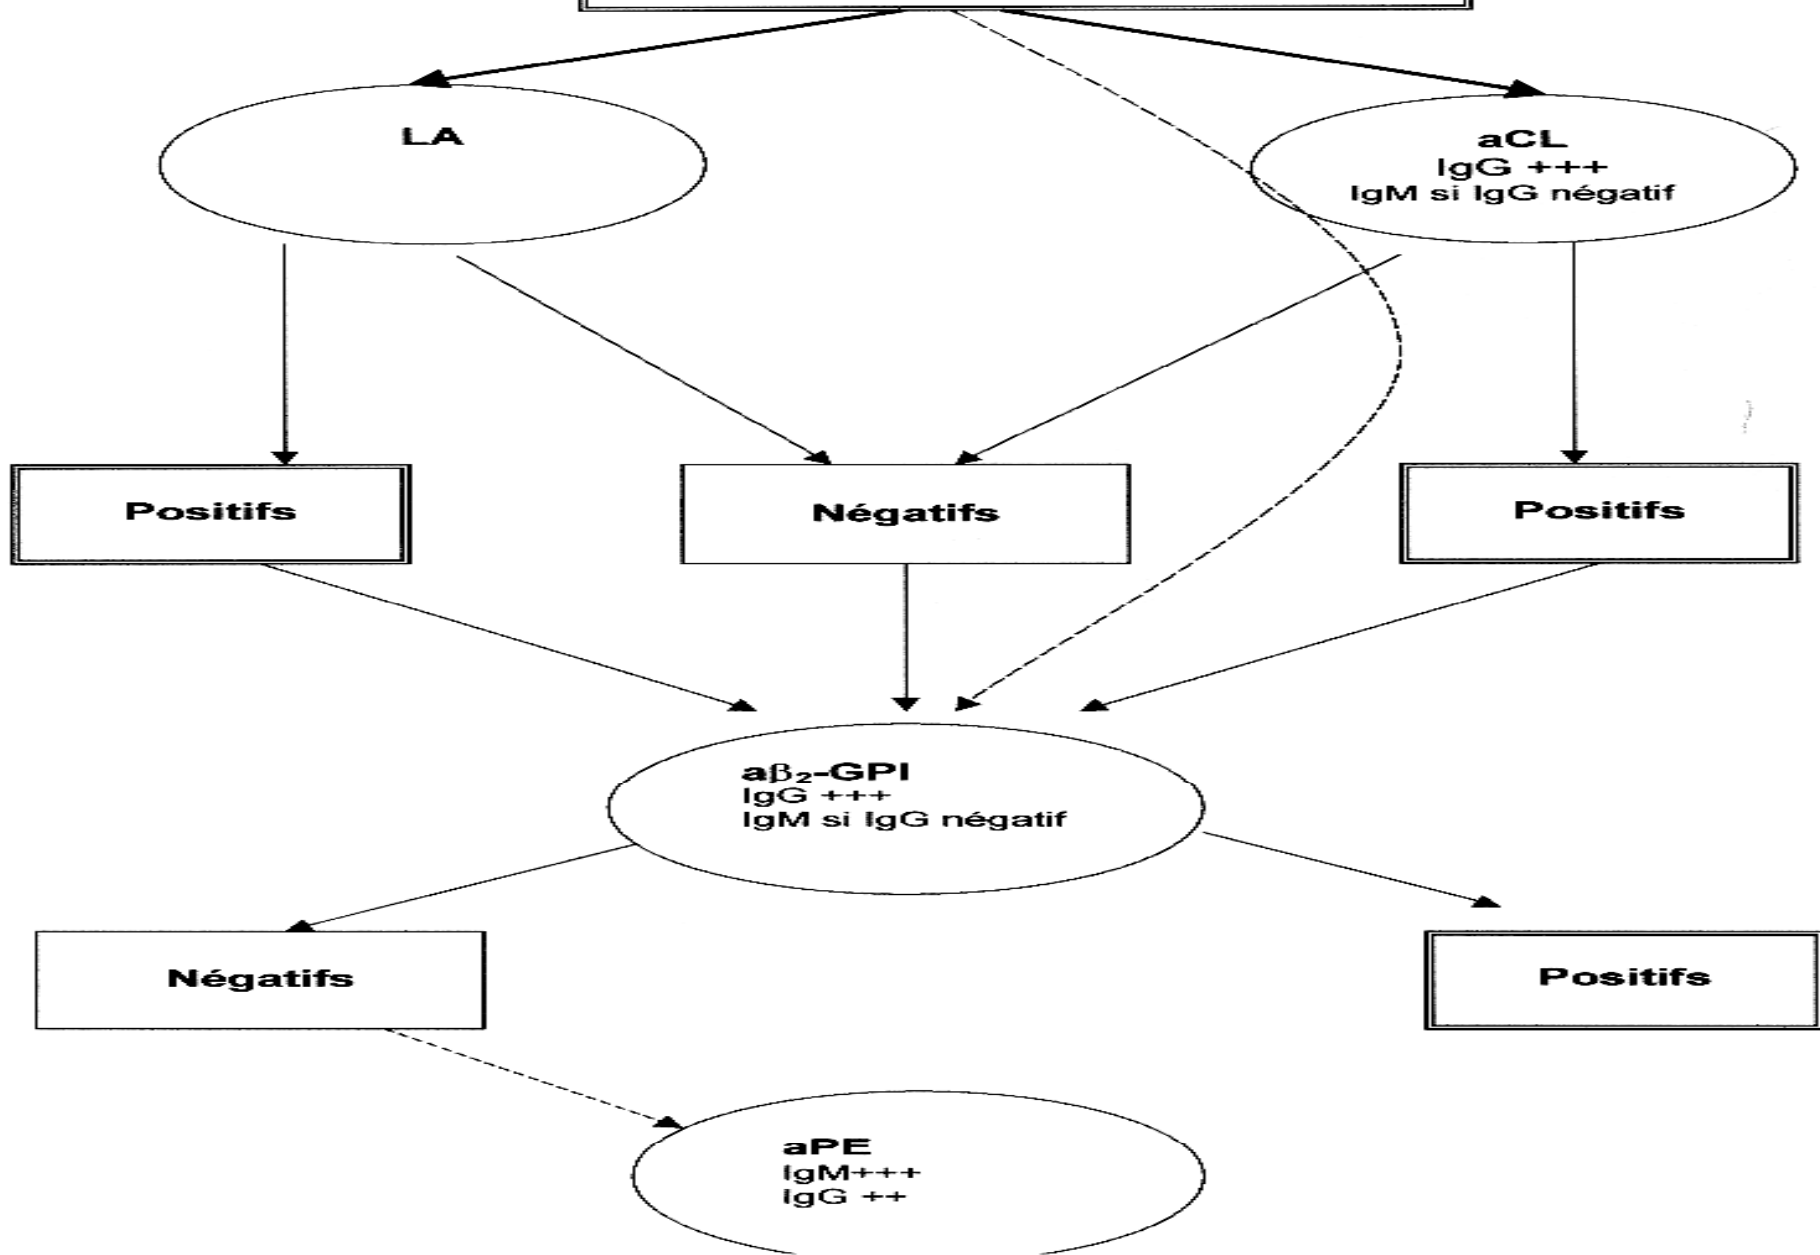 LA
aCL
IgG +++
IgM si IgG négatif
Positifs
Négatifs
Positifs
aβ₂-GPI
IgG +++
IgM si IgG négatif
Négatifs
Positifs
aPE
IgM+++
IgG ++